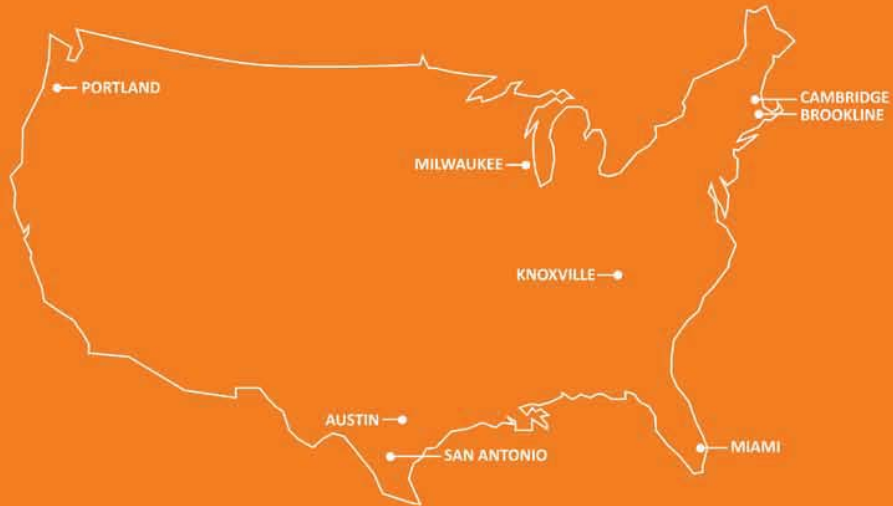 PORTLAND
CAMBRIDGE
BROOKLINE
MILWAUKEE
KNOXVILLE
AUSTIN
SAN ANTONIO
MIAMI